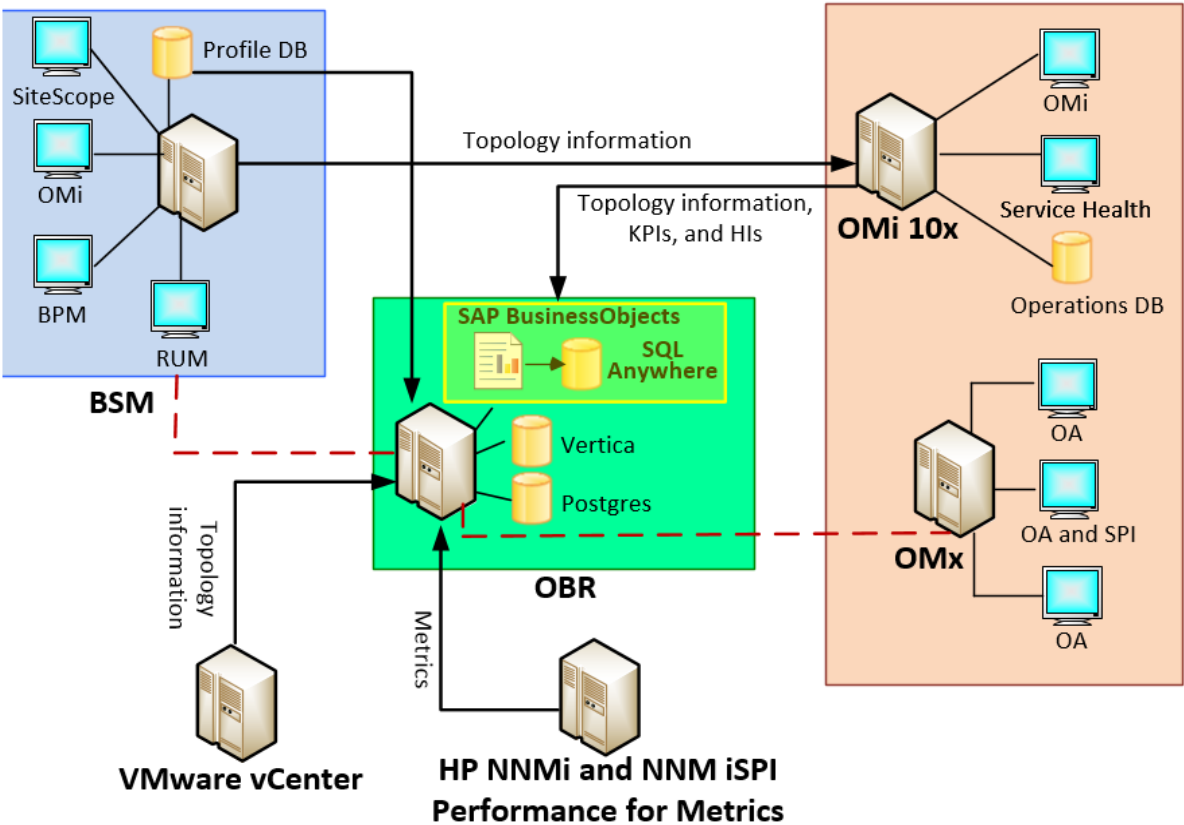 Profile DB
SiteScope
OMi
BPM
RUM
BSM
Topology information
Topology information,
KPIs, and HIs
OMi
Service Health
OMi 10x
Operations DB
SAP BusinessObjects
SQL
Anywhere
Vertica
Postgres
OBR
OA
OA and SPI
OMx
OA
Topology
information
Metrics
VMware vCenter
HP NNMi and NNM iSPI
Performance for Metrics